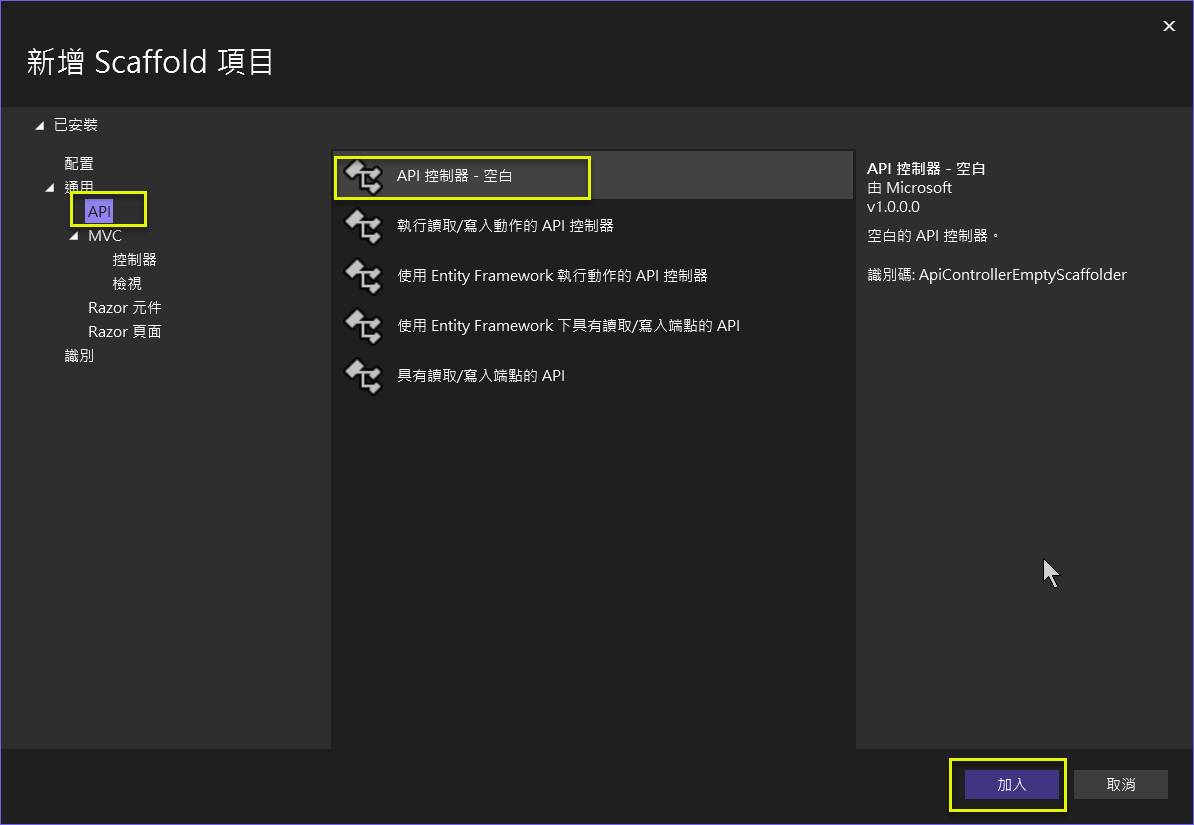 新增 Scaffold 項目
已安裝
配置
通用
API
MVC
控制器
檢視
Razor 元件
Razor 頁面
識別
API 控制器 - 空白
執行讀取/寫入動作的 API 控制器
使用 Entity Framework 執行動作的 API 控制器
使用 Entity Framework 下具有讀取/寫入端點的 API
具有讀取/寫入端點的 API
API 控制器 - 空白
由 Microsoft
v1.0.0.0
空白的 API 控制器。
識別碼: ApiControllerEmptyScaffolder
加入
取消